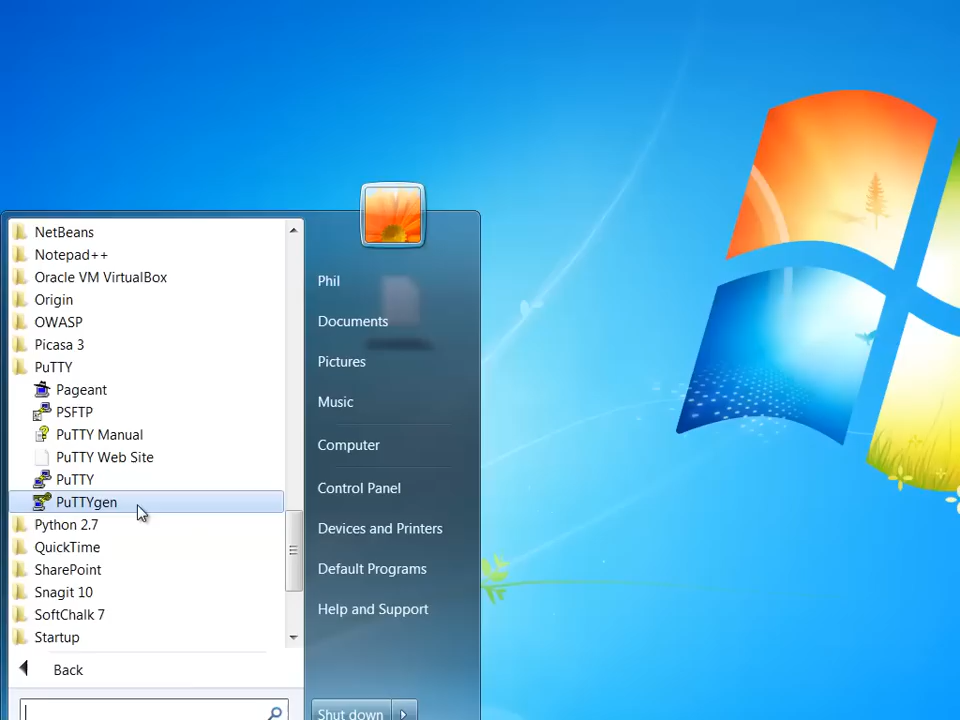 NetBeans
Notepad++
Oracle VM VirtualBox
Origin
OWASP
Picasa 3
PuTTY
Pageant
PSFTP
PuTTY Manual
PuTTY Web Site
PuTTY
PuTTYgen
Python 2.7
QuickTime
SharePoint
Snagit 10
SoftChalk 7
Startup
Back
Phil
Documents
Pictures
Music
Computer
Control Panel
Devices and Printers
Default Programs
Help and Support
Shut down